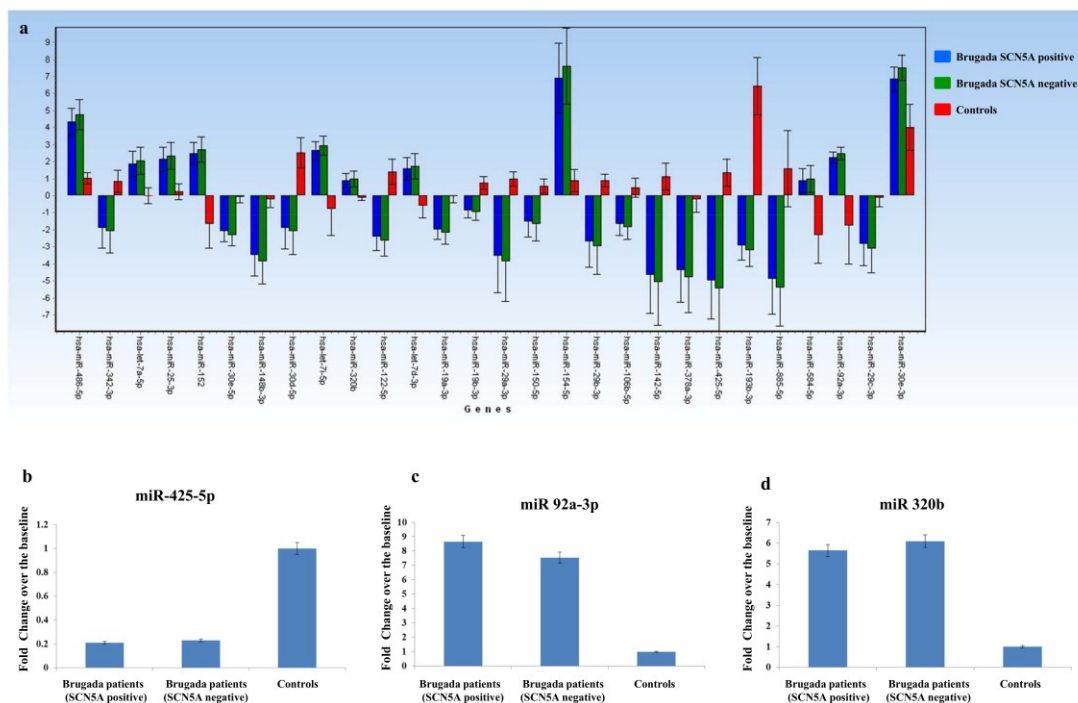 a
9
8
7
6
5
4
3
2
1
0
-1
-2
-3
-4
-5
-6
-7
Brugada SCN5A positive
Brugada SCN5A negative
Controls
hsa-miR-486-5p
hsa-miR-342-3p
hsa-let-7a-5p
hsa-miR-25-3p
hsa-miR-152
hsa-miR-30e-5p
hsa-miR-148b-3p
hsa-miR-30d-5p
hsa-let-7i-5p
hsa-miR-320b
hsa-miR-122-5p
hsa-let-7d-3p
hsa-miR-19a-3p
hsa-miR-19b-3p
hsa-miR-29a-3p
hsa-miR-150-5p
hsa-miR-154-5p
hsa-miR-29b-3p
hsa-miR-106b-5p
hsa-miR-142-5p
hsa-miR-378a-3p
hsa-miR-425-5p
hsa-miR-193b-3p
hsa-miR-885-5p
hsa-miR-584-5p
hsa-miR-92a-3p
hsa-miR-29c-3p
hsa-miR-30e-3p
Genes
b
miR-425-5p
Fold Change over the baseline
1.2
1
0.8
0.6
0.4
0.2
0
Brugada patients
(SCN5A positive)
Brugada patients
(SCN5A negative)
Controls
c
miR 92a-3p
Fold Change over the baseline
10
9
8
7
6
5
4
3
2
1
0
Brugada patients
(SCN5A positive)
Brugada patients
(SCN5A negative)
Controls
d
miR 320b
Fold Change over the baseline
7
6
5
4
3
2
1
0
Brugada patients
(SCN5A positive)
Brugada patients
(SCN5A negative)
Controls